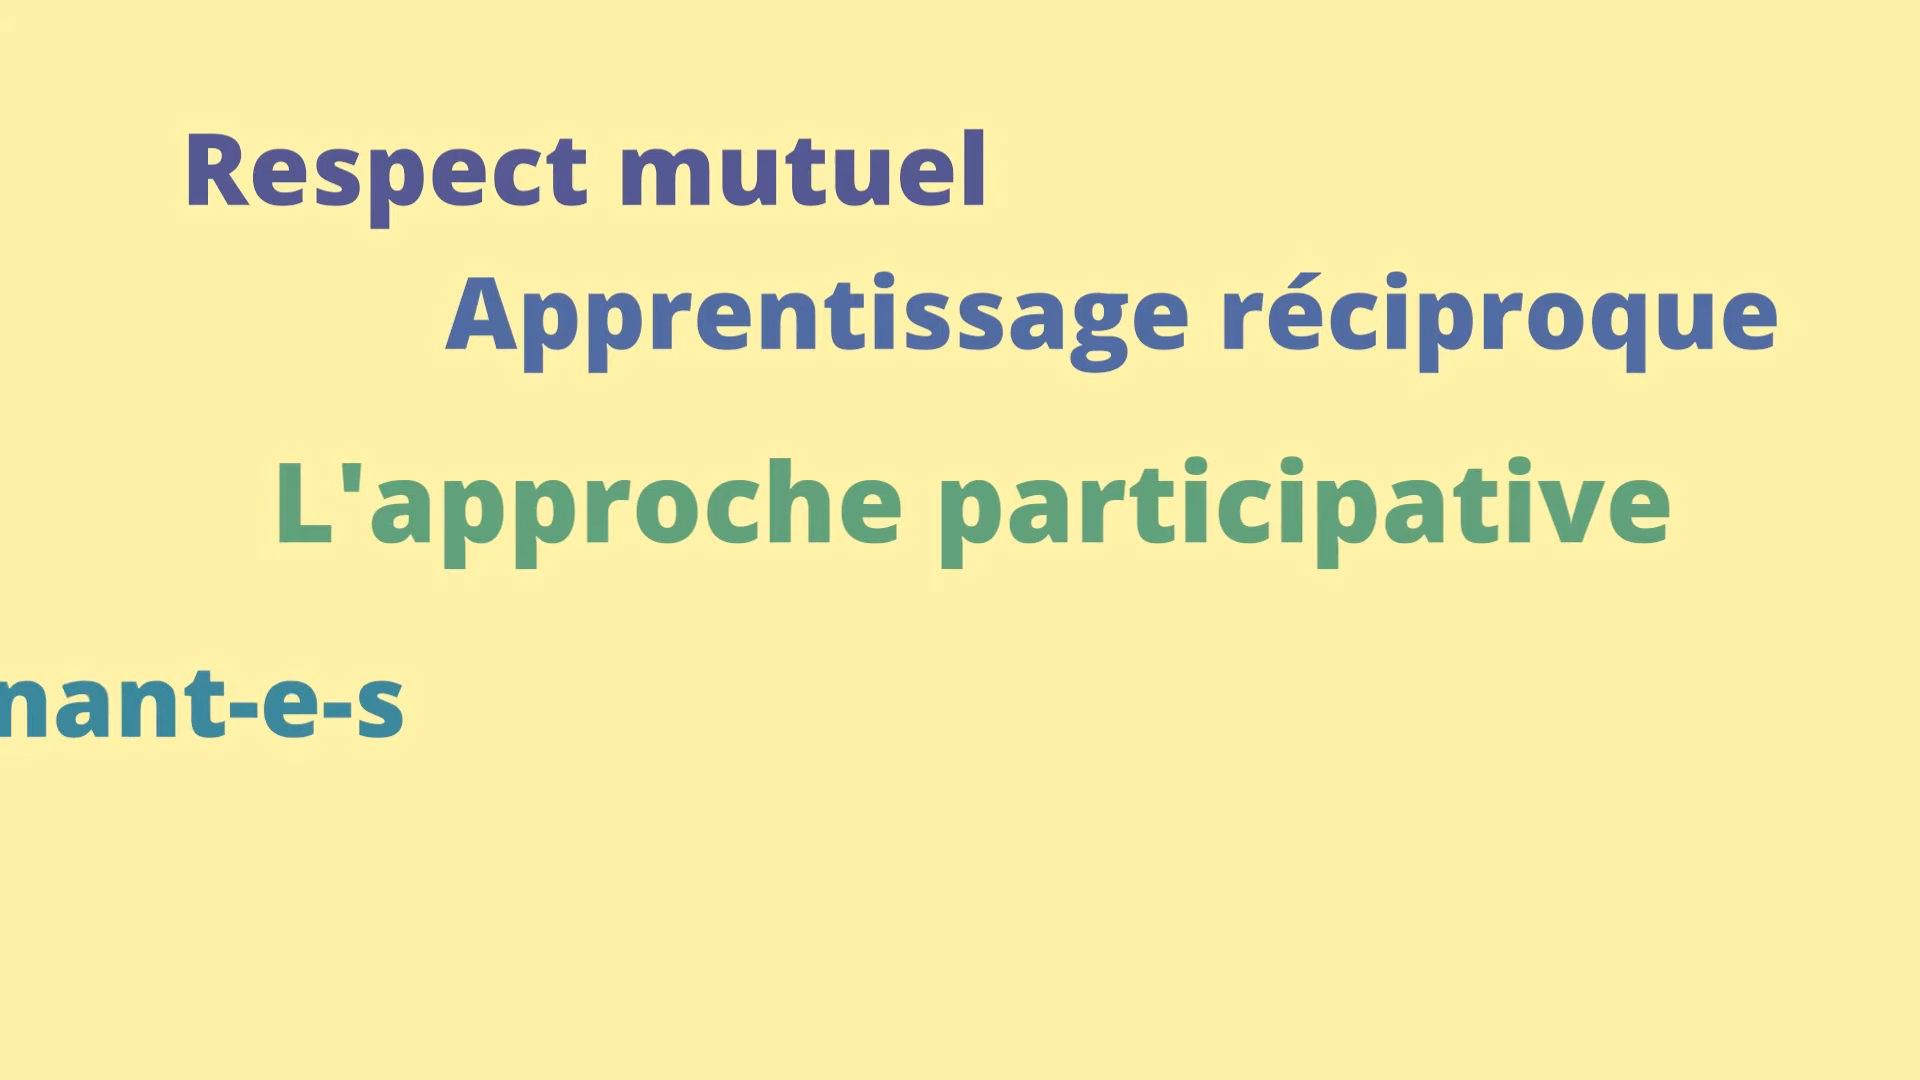 Respect mutuel
Apprentissage réciproque
L'approche participative
nant-e-s